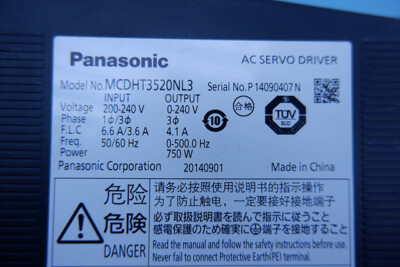 Panasonic AC SERVO DRIVER
Model No. MCDHT3520NL3 Serial No. P14090407N
INPUT OUTPUT
Voltage 200-240 V 0-240 V
Phase 1ϕ/3ϕ 3ϕ
F.L.C 6.6 A/3.6 A 4.1 A
Freq. 50/60 Hz 0-500.0 Hz
Power 750 W
合格
10
TÜV
SÜD
Panasonic Corporation 20140901 Made in China
危险
请务必按照使用说明书的指示操作
为了防止触电，一定要接好接地端子
危険
必ず取扱説明書を読んで指示に従うこと
感電保護のために端子を接地すること
DANGER
Read the manual and follow the safety instructions before use.
Never fail to connect Protective Earth(PE) terminal.